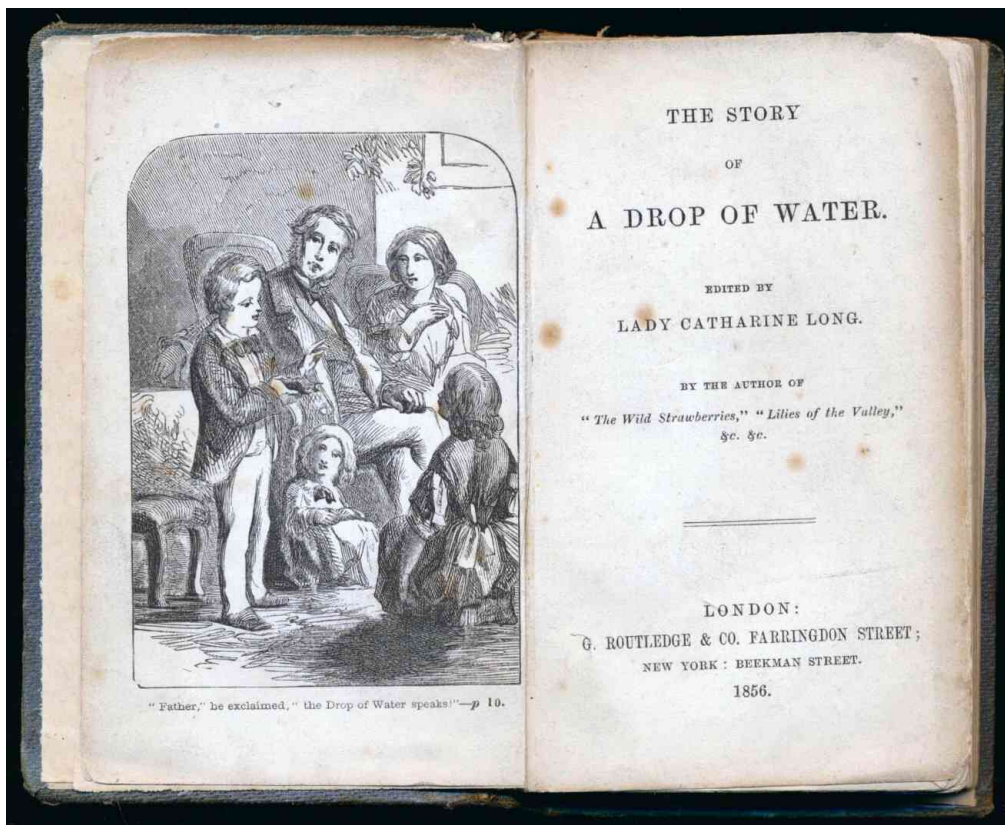 "Father," he exclaimed, "the Drop of Water speaks!"—p 10.
THE STORY
OF
A DROP OF WATER.
EDITED BY
LADY CATHARINE LONG.
BY THE AUTHOR OF
"The Wild Strawberries," "Lilies of the Valley,"
&c. &c.
LONDON:
G. ROUTLEDGE & CO. FARRINGDON STREET;
NEW YORK: BEEKMAN STREET.
1856.